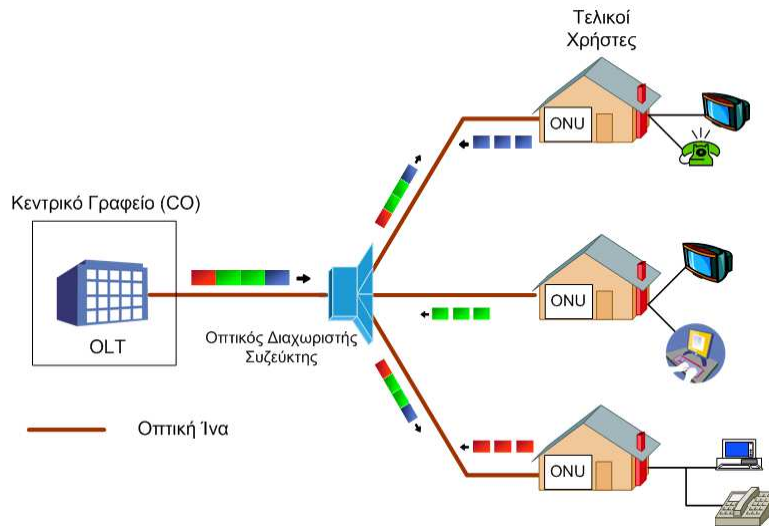 Τελικοί
Χρήστες
ONU
Κεντρικό Γραφείο (CO)
OLT
ONU
Οπτικός Διαχωριστής
Συζεύκτης
Οπτική Ίνα
ONU